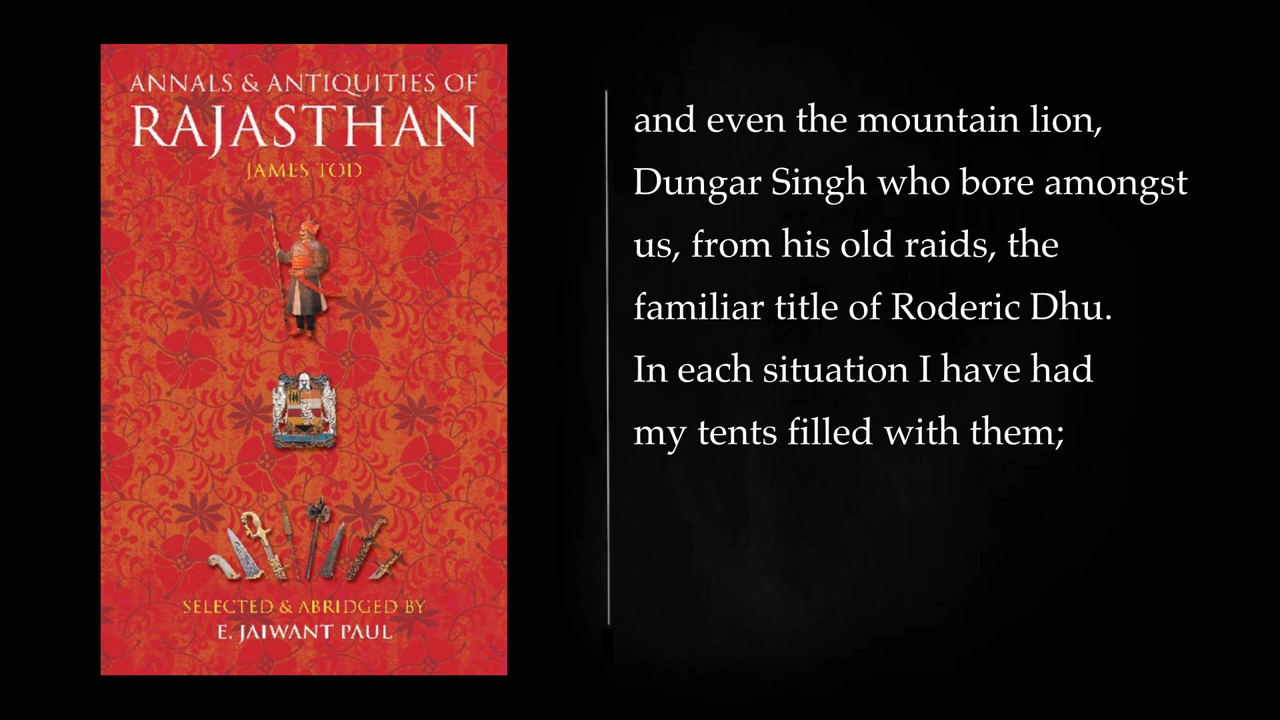 ANNALS & ANTIQUITIES OF
RAJASTHAN
JAMES TOD
SELECTED & ABRIDGED BY
E. JAIWANT PAUL
and even the mountain lion,
Dungar Singh who bore amongst
us, from his old raids, the
familiar title of Roderic Dhu.
In each situation I have had
my tents filled with them;